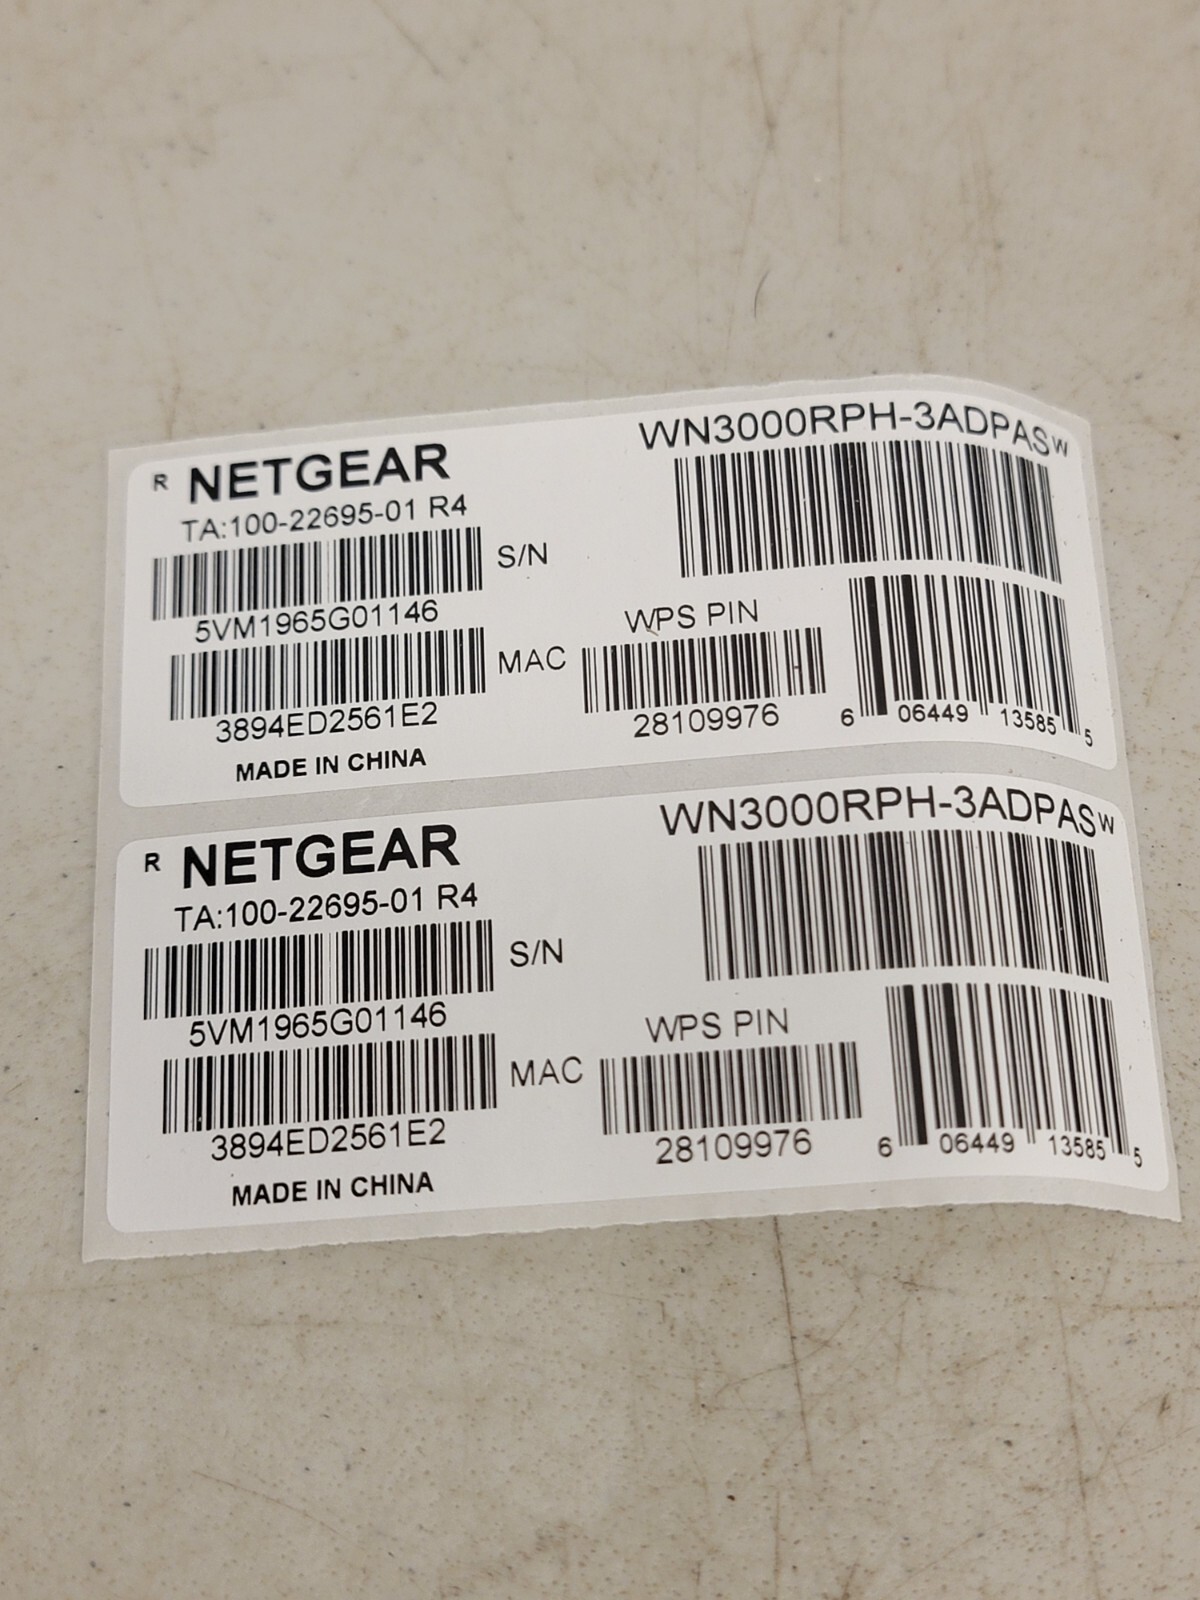 R NETGEAR
TA:100-22695-01 R4
S/N
5VM1965G01146
MAC
3894ED2561E2
MADE IN CHINA
WN3000RPH-3ADPAS W
WPS PIN
28109976
6 06449 13585 5
R NETGEAR
TA:100-22695-01 R4
S/N
5VM1965G01146
MAC
3894ED2561E2
MADE IN CHINA
WN3000RPH-3ADPAS W
WPS PIN
28109976
6 06449 13585 5